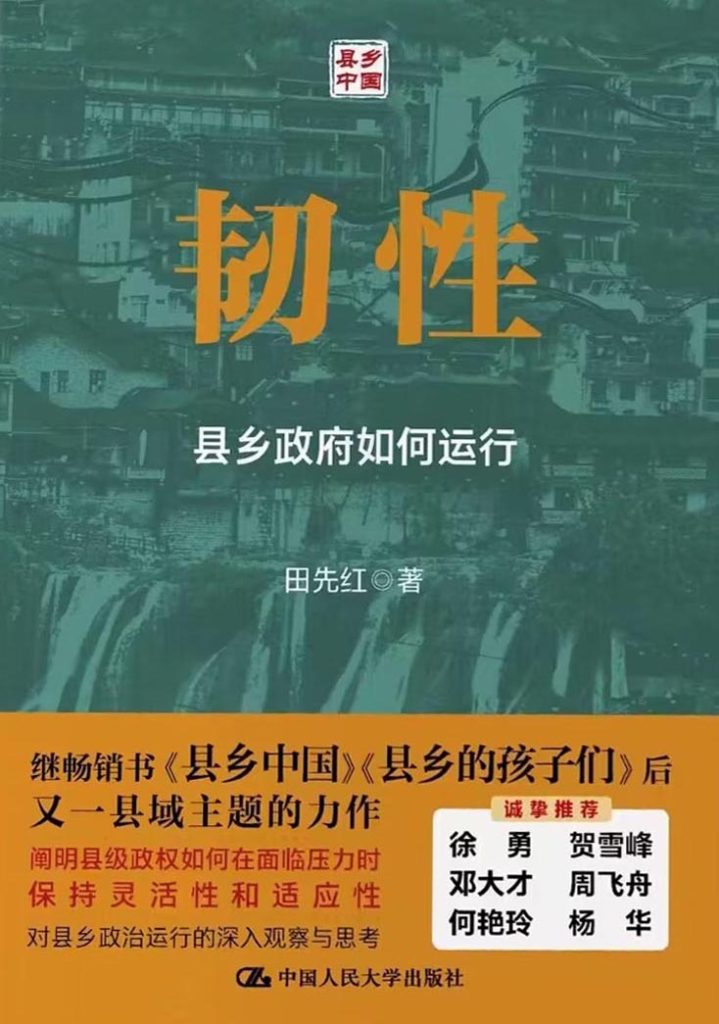 县乡
中国
韧性
县乡政府如何运行
田先红◎著
继畅销书《县乡中国》《县乡的孩子们》后
又一县域主题的力作
阐明县级政权如何在面临压力时
保持灵活性和适应性
对县乡政治运行的深入观察与思考
诚挚推荐
徐勇 贺雪峰
邓大才 周飞舟
何艳玲 杨华
中国人民大学出版社